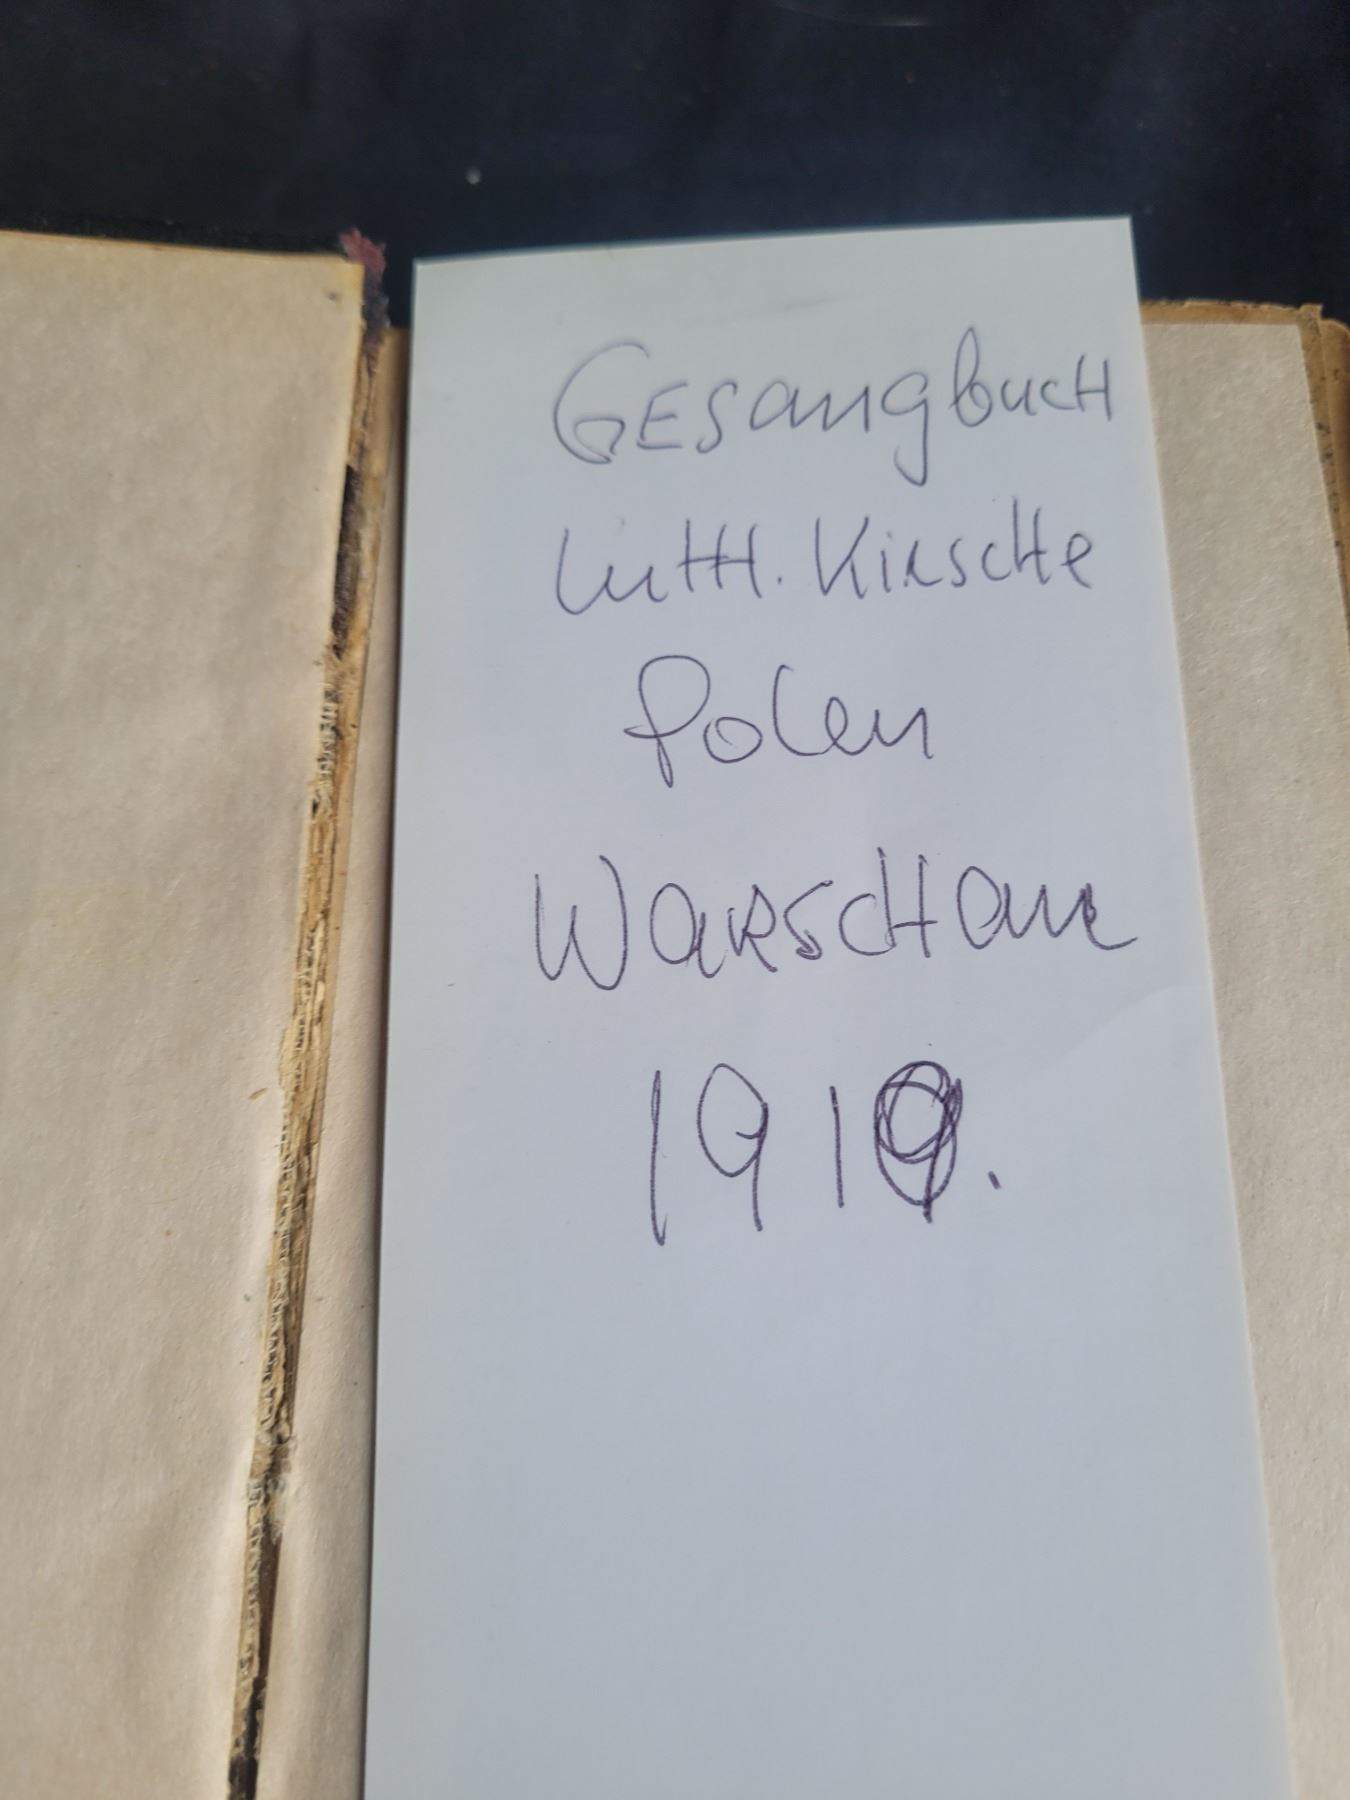 Gesangbuch
luth. Kirsche
Polen
Warschau
1919.